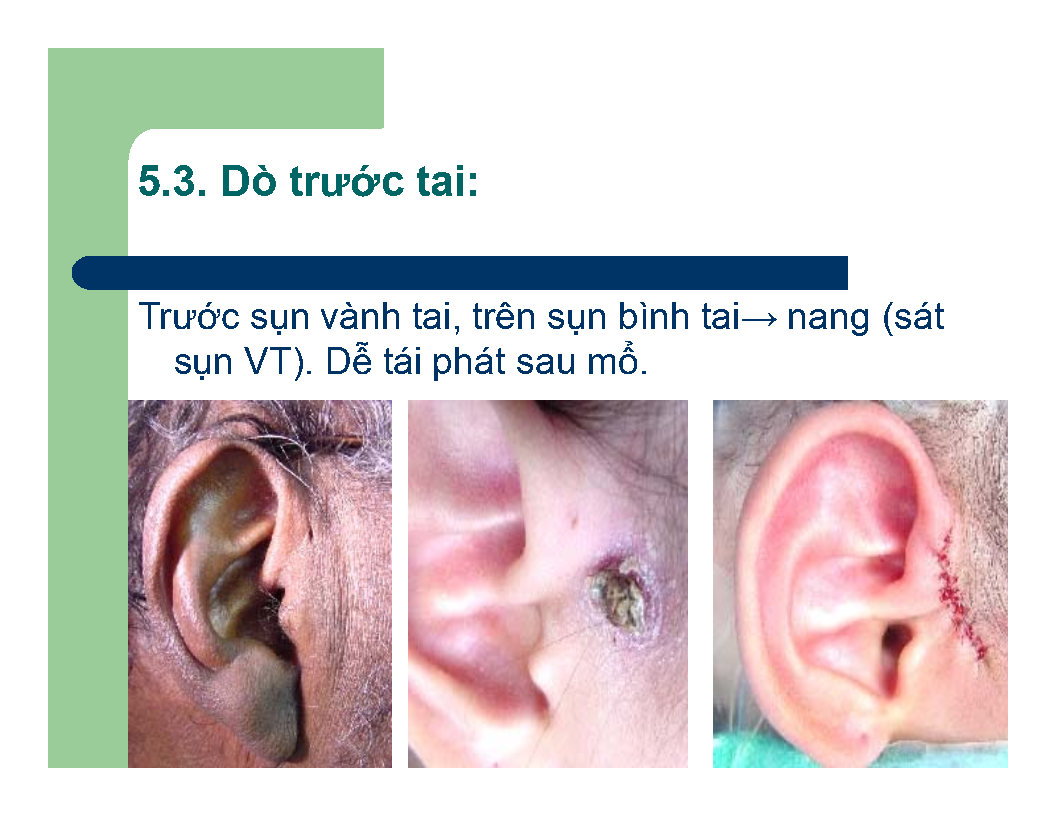 5.3. Dò trước tai:
Trước sụn vành tai, trên sụn bình tai→ nang (sát
sụn VT). Dễ tái phát sau mổ.